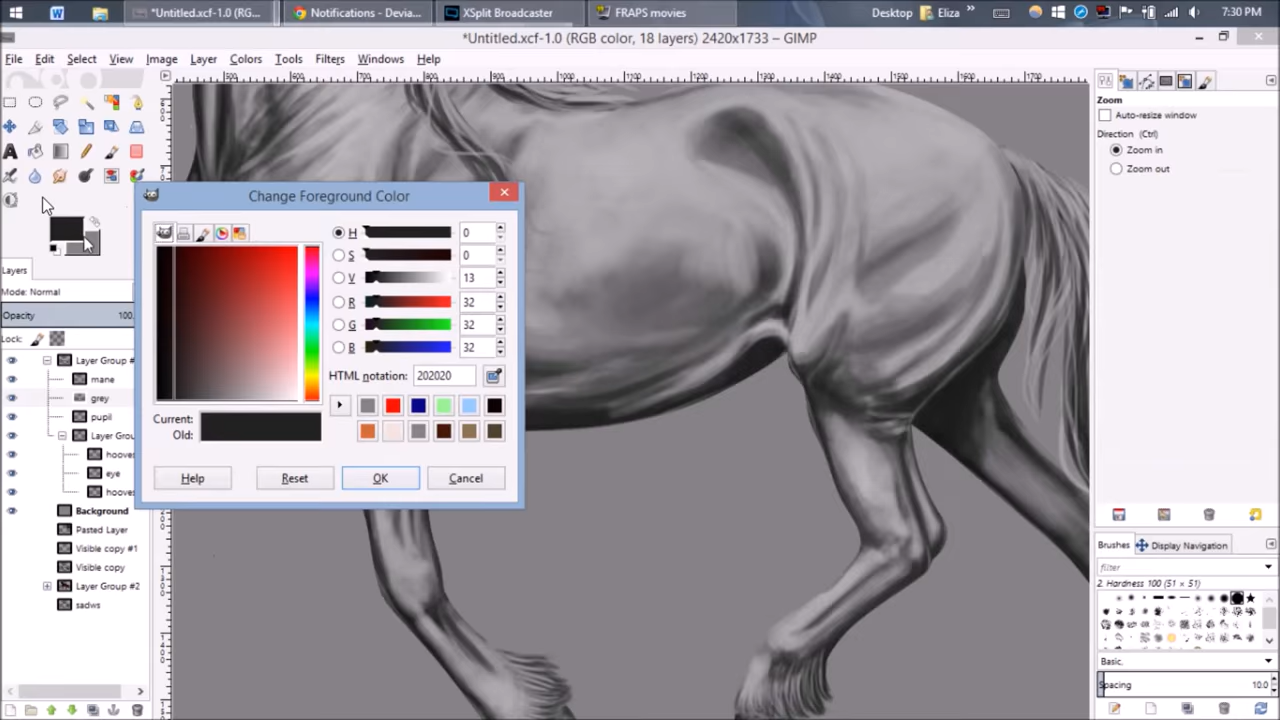 *Untitled.xcf-1.0 (RG...
Notifications - Devia...
XSplit Broadcaster
FRAPS movies
Desktop
Eliza
»
7:30 PM
*Untitled.xcf-1.0 (RGB color, 18 layers) 2420x1733 – GIMP
File Edit Select View Image Layer Colors Tools Filters Windows Help
Zoom
Auto-resize window
Direction (Ctrl)
Zoom in
Zoom out
Change Foreground Color
H 0
S 0
V 13
R 32
G 32
B 32
HTML notation: 202020
Current:
Old:
Help Reset OK Cancel
Layers
Mode: Normal
Opacity 100.
Lock:
Layer Group #
mane
grey
pupil
Layer Grou
hooves
eye
hooves
Background
Pasted Layer
Visible copy #1
Visible copy
Layer Group #2
sadws
Brushes
Display Navigation
filter
2. Hardness 100 (51 × 51)
Basic,
Spacing 10.0